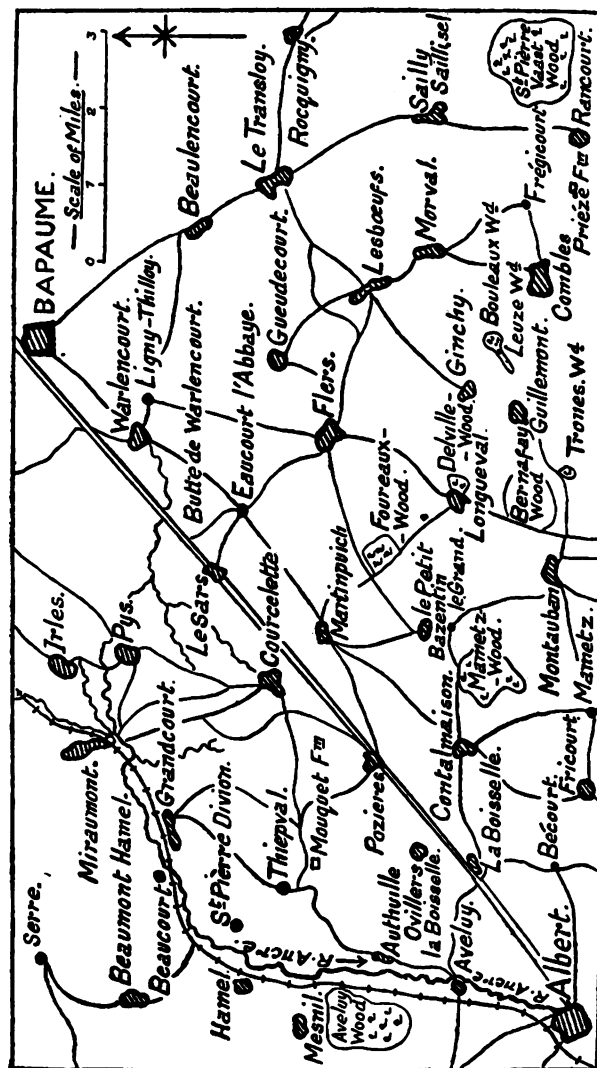 BAPAUME.
Scale of Miles.
0 1 2 3
Serre.
Irles.
Pys.
Warlencourt.
Ligny-Thilloy.
Beaulencourt.
Le Transloy.
Rocquigny.
Miraumont.
Beaumont Hamel.
Beaucourt
Grandcourt.
Le Sars
Butte de Warlencourt.
Eaucourt l'Abbaye.
Gueudecourt.
Lesbœufs.
Sailly
Saillisel
Hamel.
St Pierre Divion.
Courcelette
Thiepval.
Mouquet Fm
Martinpuich
Flers.
Morval.
St Pierre
Vaast
Wood.
Mesnil.
R. Ancre.
Authuille
Ovillers
la Boisselle.
Pozieres
Foureaux-
Wood.
Delville-
Wood.
Longueval.
Ginchy.
Bouleaux Wd
Leuze Wd
Frégicourt
Combles
Priezé Fm
Rancourt.
Aveluy
Wood
Aveluy.
le Petit
Bazentin
le Grand.
Contalmaison.
Mametz
Wood.
Bernafay
Wood
Guillemont.
Trones. Wd
R. Ancre
La Boisselle.
Bécourt.
Fricourt
Montauban
Mametz.
Albert.